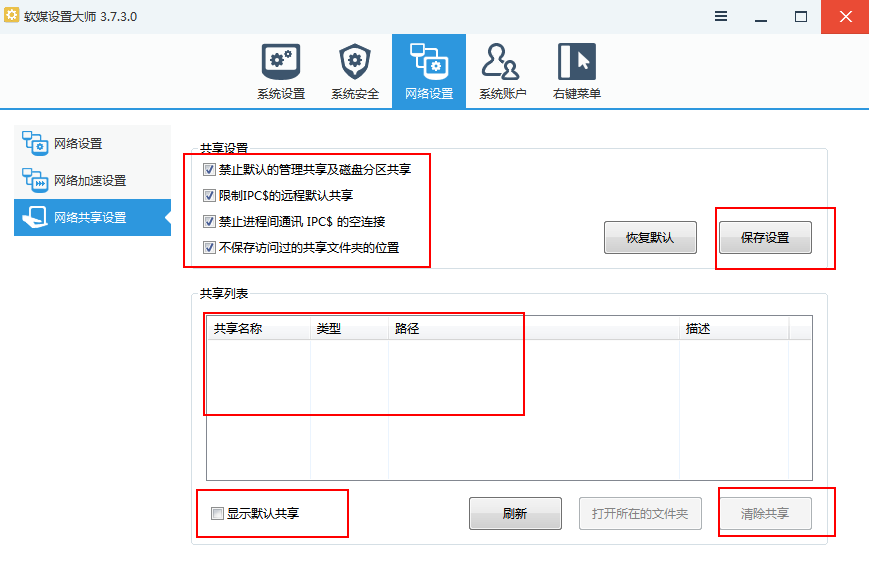 软媒设置大师 3.7.3.0
系统设置
系统安全
网络设置
系统账户
右键菜单
网络设置
网络加速设置
网络共享设置
共享设置
禁止默认的管理共享及磁盘分区共享
限制IPC$的远程默认共享
禁止进程间通讯 IPC$ 的空连接
不保存访问过的共享文件夹的位置
恢复默认
保存设置
共享列表
共享名称
类型
路径
描述
显示默认共享
刷新
打开所在的文件夹
清除共享